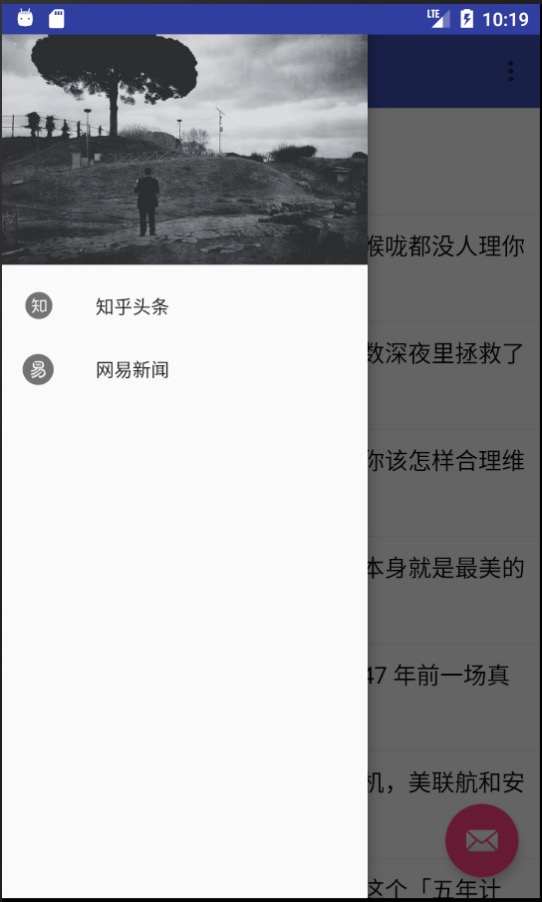 LTE 10:19
喉咙都没人理你
知 知乎头条
数深夜里拯救了
易 网易新闻
你该怎样合理维
本身就是最美的
47 年前一场真
机，美联航和安
这个「五年计